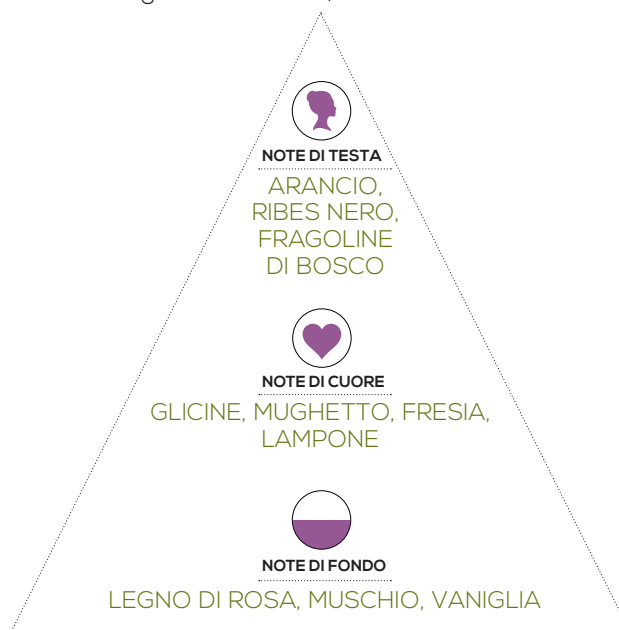 NOTE DI TESTA
ARANCIO,
RIBES NERO,
FRAGOLINE
DI BOSCO
NOTE DI CUORE
GLICINE, MUGHETTO, FRESIA,
LAMPONE
NOTE DI FONDO
LEGNO DI ROSA, MUSCHIO, VANIGLIA